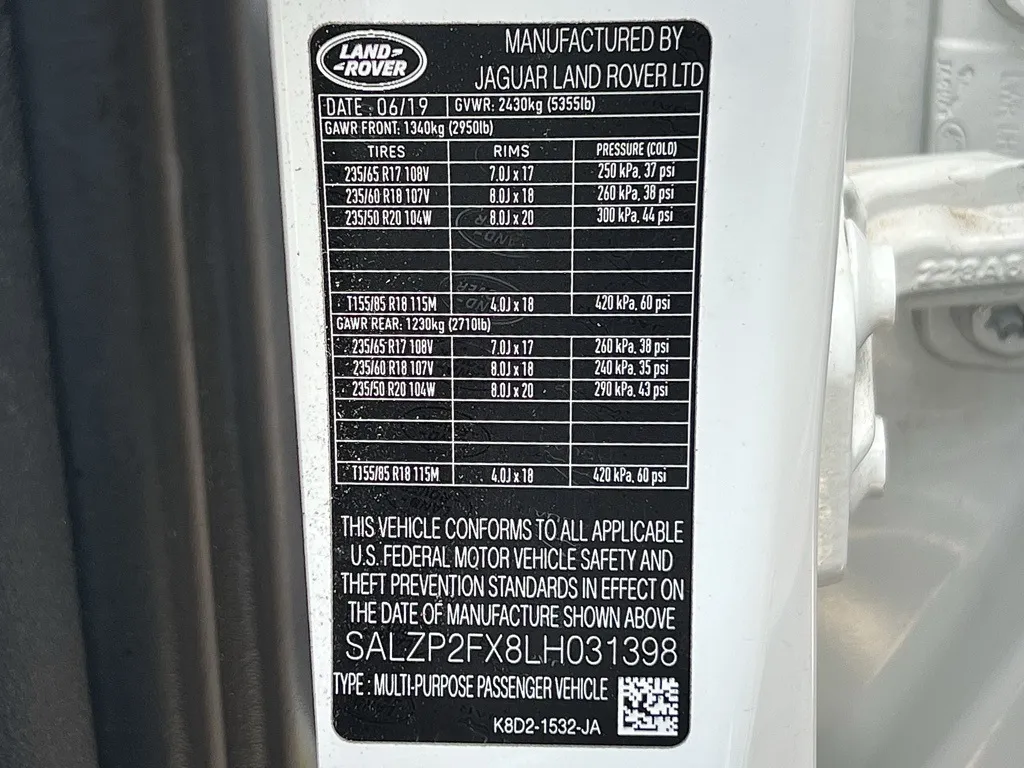 LAND-
-ROVER
MANUFACTURED BY
JAGUAR LAND ROVER LTD
DATE : 06/19 GVWR: 2430kg (5355lb)
GAWR FRONT: 1340kg (2950lb)
TIRES RIMS PRESSURE (COLD)
235/65 R17 108V 7.0J x 17 250 kPa, 37 psi
235/60 R18 107V 8.0J x 18 260 kPa, 38 psi
235/50 R20 104W 8.0J x 20 300 kPa, 44 psi
T155/85 R18 115M 4.0J x 18 420 kPa, 60 psi
GAWR REAR: 1230kg (2710lb)
235/65 R17 108V 7.0J x 17 260 kPa, 38 psi
235/60 R18 107V 8.0J x 18 240 kPa, 35 psi
235/50 R20 104W 8.0J x 20 290 kPa, 43 psi
T155/85 R18 115M 4.0J x 18 420 kPa, 60 psi
THIS VEHICLE CONFORMS TO ALL APPLICABLE
U.S. FEDERAL MOTOR VEHICLE SAFETY AND
THEFT PREVENTION STANDARDS IN EFFECT ON
THE DATE OF MANUFACTURE SHOWN ABOVE
SALZP2FX8LH031398
TYPE : MULTI-PURPOSE PASSENGER VEHICLE
K8D2-1532-JA